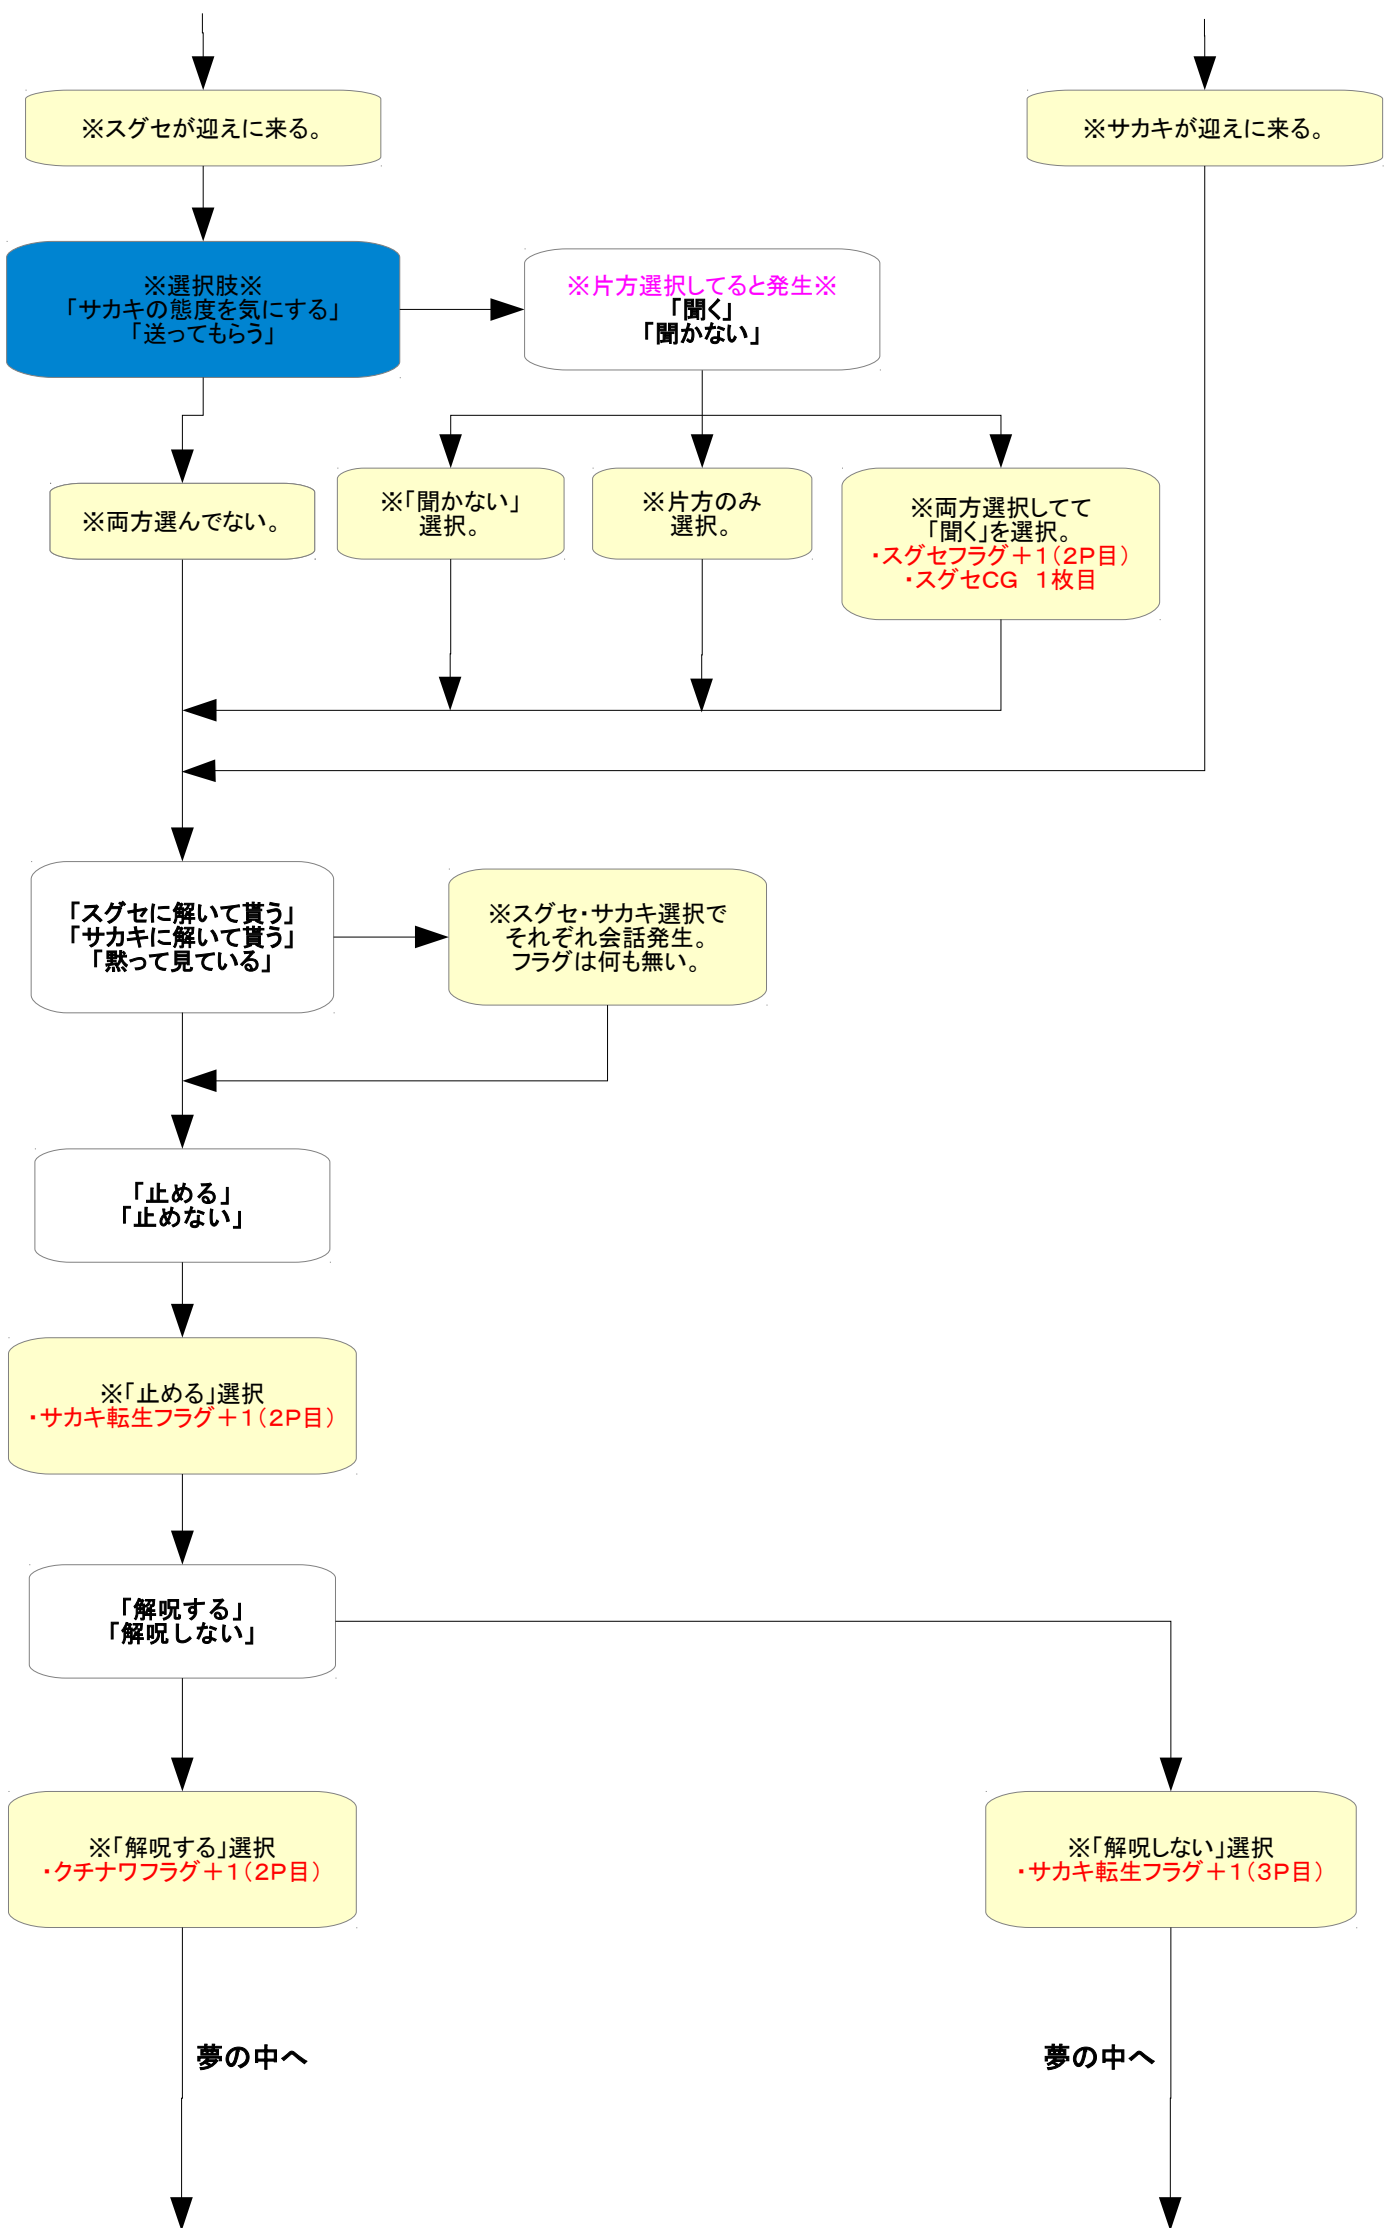 ※スグセが迎えに来る。
※サカキが迎えに来る。
※選択肢※
「サカキの態度を気にする」
「送ってもらう」
※片方選択してると発生※
「聞く」
「聞かない」
※両方選んでない。
※「聞かない」
選択。
※片方のみ
選択。
※両方選択してて
「聞く」を選択。
・スグセフラグ＋１（２Ｐ目）
・スグセＣＧ　１枚目
「スグセに解いて貰う」
「サカキに解いて貰う」
「黙って見ている」
※スグセ・サカキ選択で
それぞれ会話発生。
フラグは何も無い。
「止める」
「止めない」
※「止める」選択
・サカキ転生フラグ＋１（２Ｐ目）
「解呪する」
「解呪しない」
※「解呪する」選択
・クチナワフラグ＋１（２Ｐ目）
※「解呪しない」選択
・サカキ転生フラグ＋１（３Ｐ目）
夢の中へ
夢の中へ